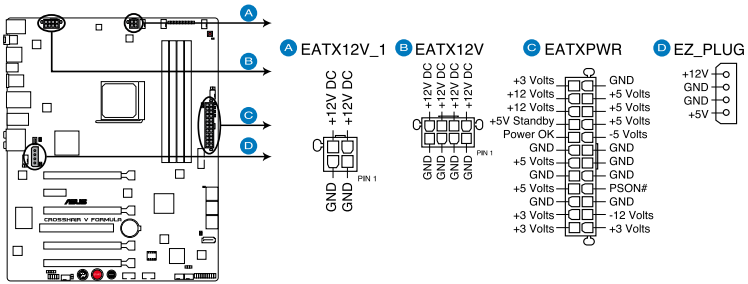 A
B
C
D
ASUS
CROSSHAIR V FORMULA
A EATX12V_1
+12V DC
+12V DC
GND
GND
PIN 1
B EATX12V
+12V DC
+12V DC
+12V DC
+12V DC
GND
GND
GND
GND
PIN 1
C EATXPWR
+3 Volts GND
+12 Volts +5 Volts
+12 Volts +5 Volts
+5V Standby +5 Volts
Power OK -5 Volts
GND GND
+5 Volts GND
GND GND
+5 Volts PSON#
GND GND
+3 Volts -12 Volts
+3 Volts +3 Volts
D EZ_PLUG
+12V
GND
GND
+5V